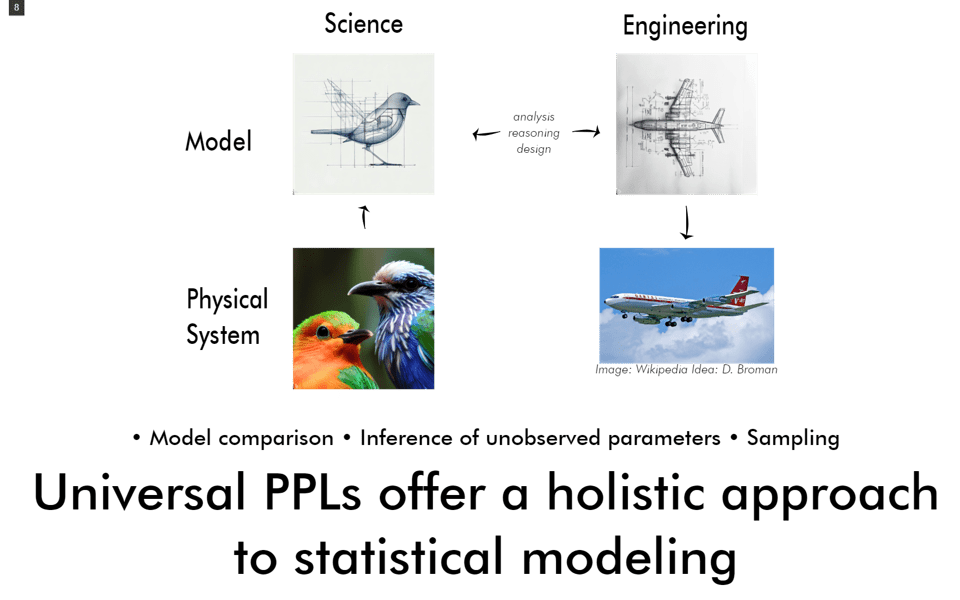 8
Science
Engineering
Model
analysis
reasoning
design
Physical
System
Image: Wikipedia Idea: D. Broman
• Model comparison • Inference of unobserved parameters • Sampling
Universal PPLs offer a holistic approach
to statistical modeling